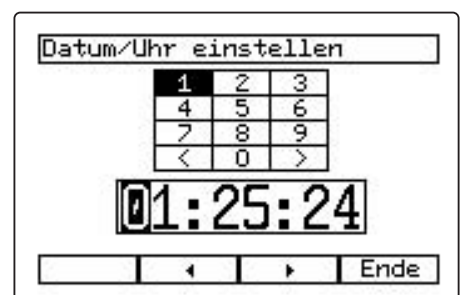 Datum/Uhr einstellen
1 2 3
4 5 6
7 8 9
< 0 >
01:25:24
◂ ▸ Ende